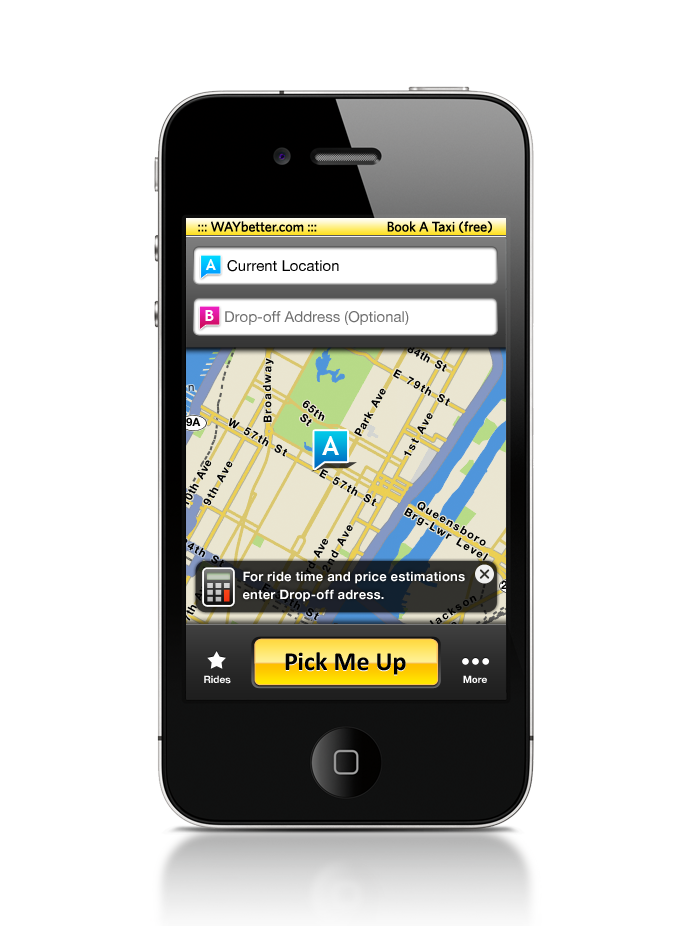 ::: WAYbetter.com ::: Book A Taxi (free)
A Current Location
B Drop-off Address (Optional)
84th St
E 79th St
Broadway
65th
St
Park Ave
1st Ave
9A
W 57th St
A
E 57th St
10th Ave
9th Ave
Queensboro
Brg-Lwr Level
3rd Ave
2nd Ave
For ride time and price estimations
enter Drop-off adress.
Jackson
Pick Me Up
Rides
More